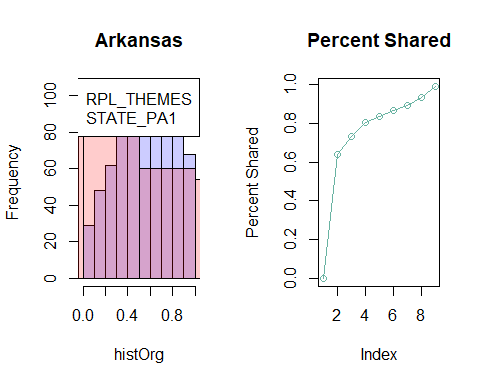 Arkansas
Frequency
0 20 40 60 80 100
RPL_THEMES
STATE_PA1
0.0 0.4 0.8
histOrg
Percent Shared
Percent Shared
0.0 0.2 0.4 0.6 0.8 1.0
2 4 6 8
Index